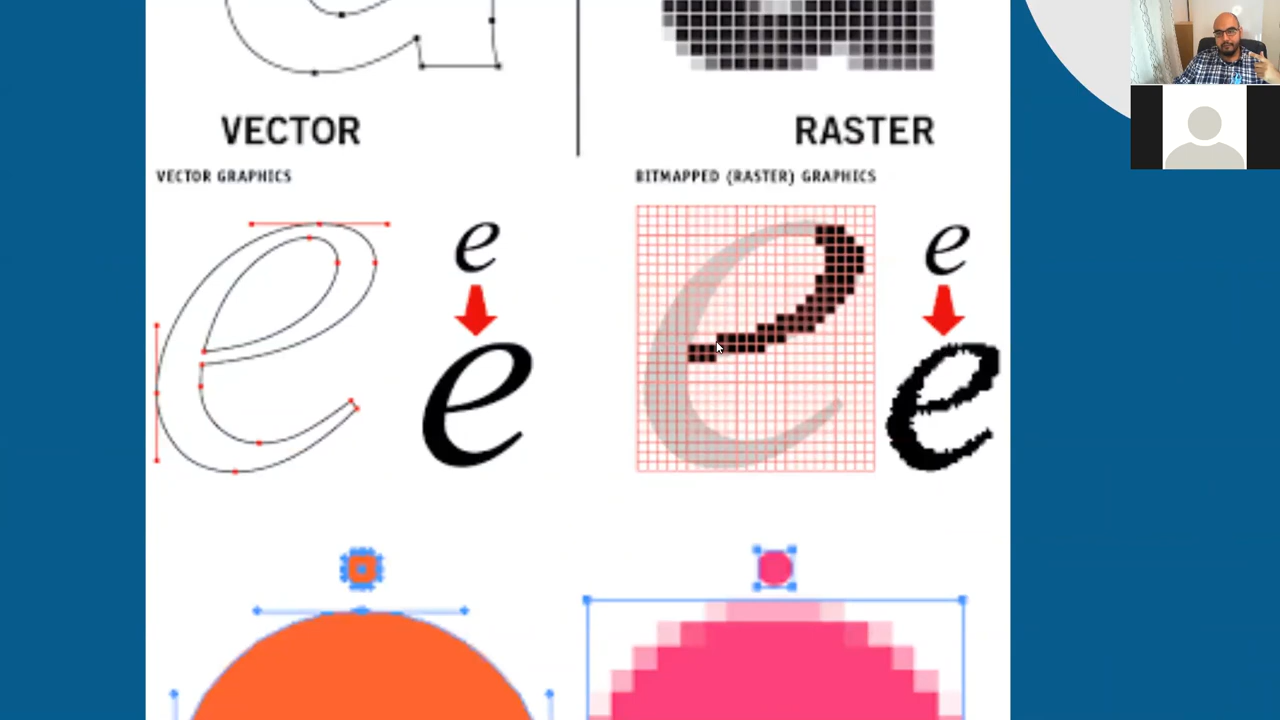 VECTOR
RASTER
VECTOR GRAPHICS
BITMAPPED (RASTER) GRAPHICS
e
e
e
e
e
e